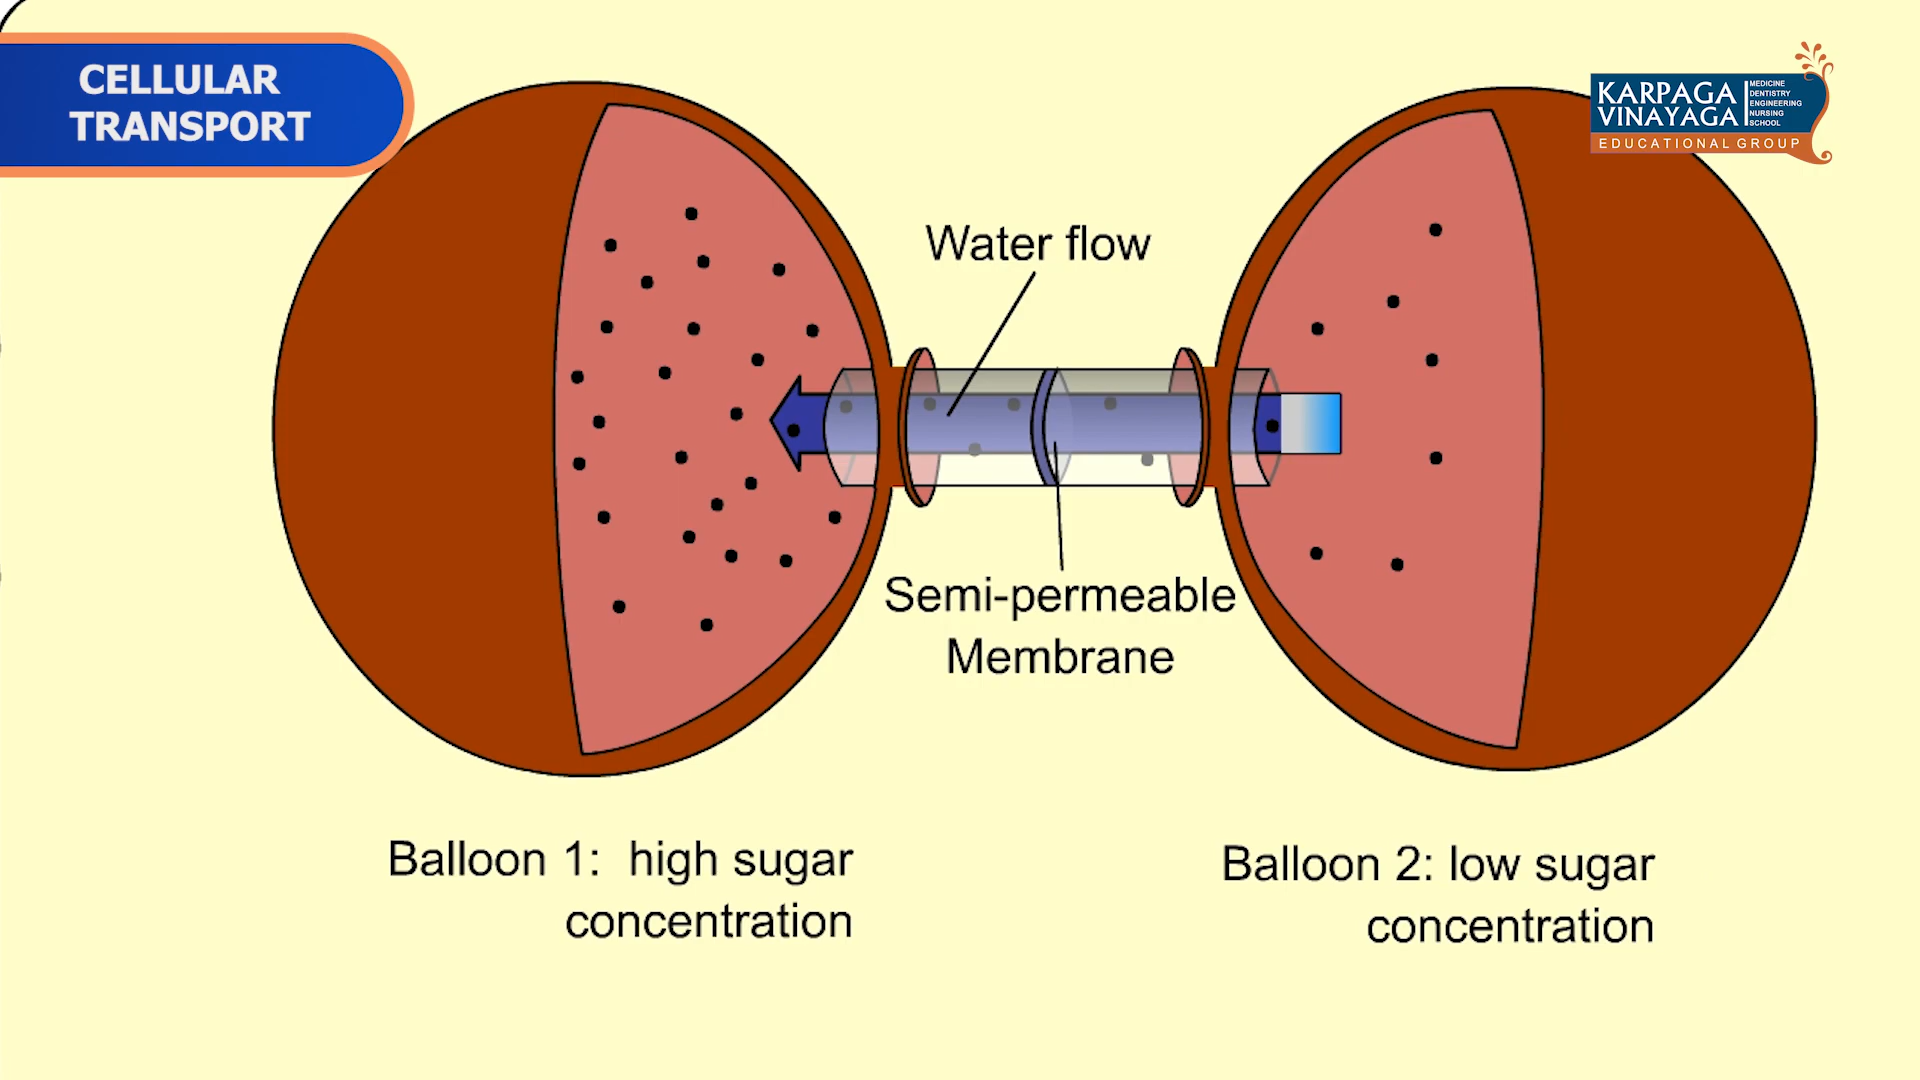 CELLULAR
TRANSPORT
KARPAGA
VINAYAGA
MEDICINE
DENTISTRY
ENGINEERING
NURSING
SCHOOL
EDUCATIONAL GROUP
Water flow
Semi-permeable
Membrane
Balloon 1: high sugar
concentration
Balloon 2: low sugar
concentration